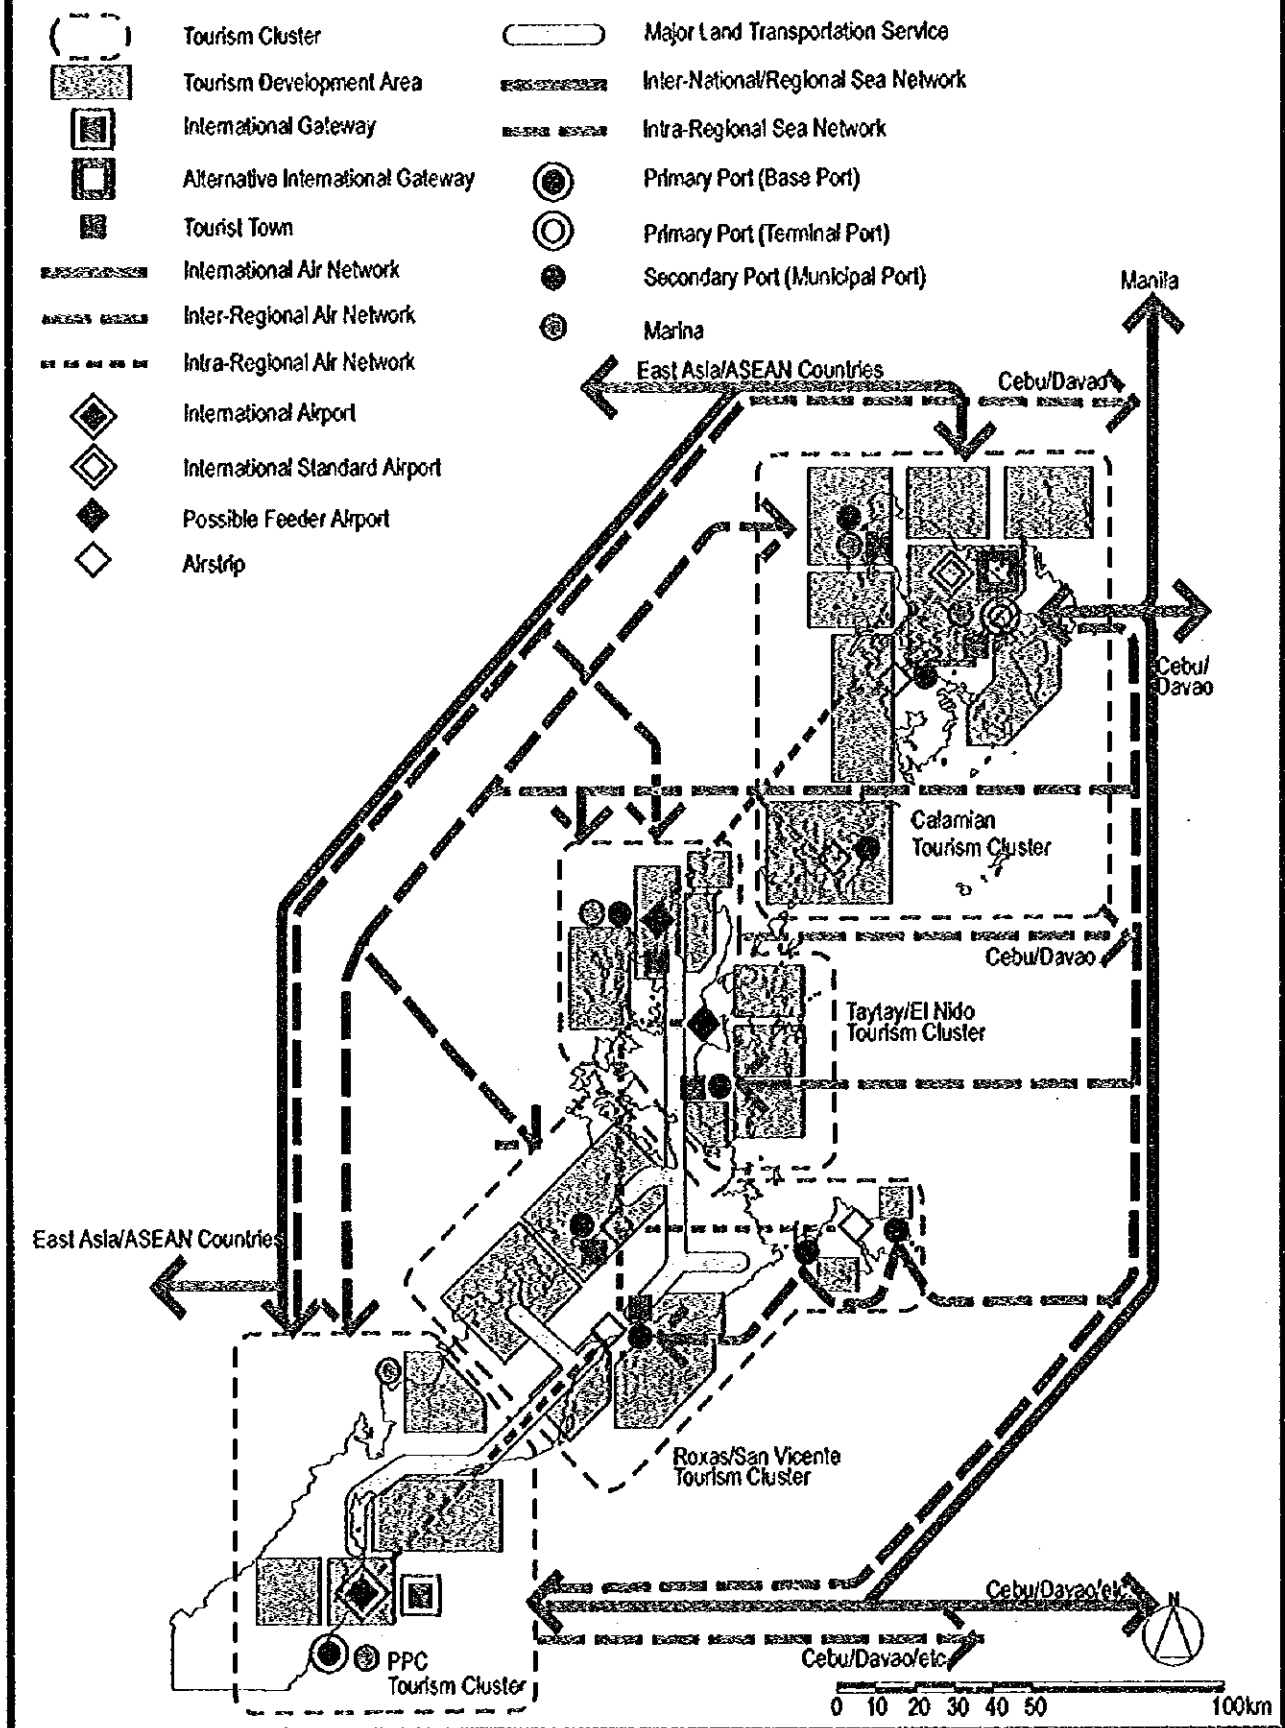 Tourism Cluster
Tourism Development Area
International Gateway
Alternative International Gateway
Tourist Town
International Air Network
Inter-Regional Air Network
Intra-Regional Air Network
International Airport
International Standard Airport
Possible Feeder Airport
Airstrip
Major Land Transportation Service
Inter-National/Regional Sea Network
Intra-Regional Sea Network
Primary Port (Base Port)
Primary Port (Terminal Port)
Secondary Port (Municipal Port)
Marina
Manila
East Asia/ASEAN Countries
Cebu/Davao
Cebu/
Davao
Calamian
Tourism Cluster
Cebu/Davao
Taytay/El Nido
Tourism Cluster
East Asia/ASEAN Countries
Roxas/San Vicente
Tourism Cluster
Cebu/Davao/etc
N
Cebu/Davao/etc
PPC
Tourism Cluster
0 10 20 30 40 50 100km